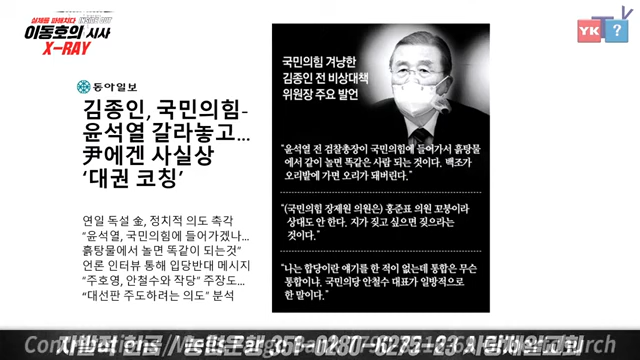 실체를 파헤치다 INSIDE OUT
이동호의 시사
X-RAY
YK ?
TV
동아일보
김종인, 국민의힘-
윤석열 갈라놓고...
尹에겐 사실상
‘대권 코칭’
연일 독설 金, 정치적 의도 촉각
“윤석열, 국민의힘에 들어가겠나...
흙탕물에서 놀면 똑같이 되는것”
언론 인터뷰 통해 입당반대 메시지
“주호영, 안철수와 작당” 주장도...
“대선판 주도하려는 의도” 분석
국민의힘 겨냥한
김종인 전 비상대책
위원장 주요 발언
"윤석열 전 검찰총장이 국민의힘에 들어가서 흙탕물
에서 같이 놀면 똑같은 사람 되는 것이다. 백조가
오리밭에 가면 오리가 돼버린다."
"(국민의힘 장제원 의원은) 홍준표 의원 꼬붕이라
상대도 안 한다. 지가 짖고 싶으면 짖으라는
것이다."
"나는 합당이란 얘기를 한 적이 없는데 통합은 무슨
통합이냐. 국민의당 안철수 대표가 일방적으로
한 말이다."
자발적 헌금
농협은행 351-0287